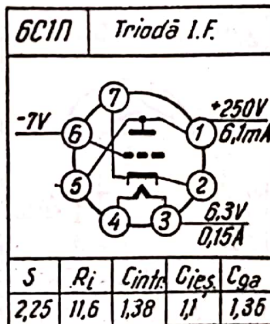 6С1П Triodă I.F.
7
-7V 6 1 +250V
6,1mA
5 2
4 3 6,3V
0,15A
S Ri Cintr. Cieș. Cga
2,25 11,6 1,38 1,1 1,36